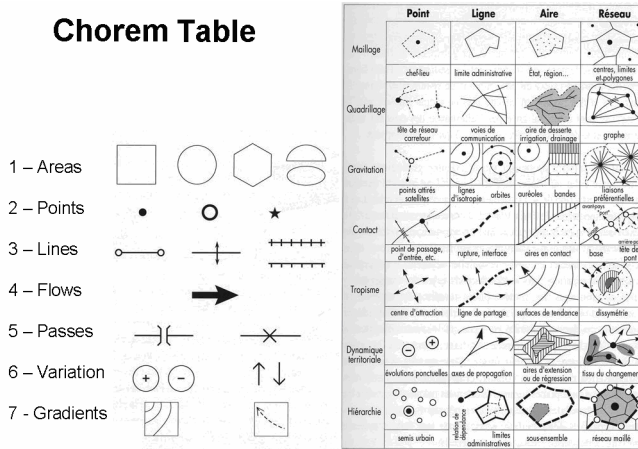 Chorem Table
1 – Areas
2 – Points
3 – Lines
4 – Flows
5 – Passes
6 – Variation
7 - Gradients
Point Ligne Aire Réseau
Maillage
chef-lieu limite administrative État, région... centres, limites
et polygones
Quadrillage
tête de réseau voies de aire de desserte graphe
carrefour communication irrigation, drainage
Gravitation
points attirés lignes orbites auréoles bandes liaisons
satellites d'isotropie préférentielles
Contact
avant-pays
pont
point de passage, rupture, interface aires en contact base tête de
d'entrée, etc. pont
Tropisme
centre d'attraction ligne de partage surfaces de tendance dissymétrie
Dynamique
territoriale
évolutions ponctuelles axes de propagation aires d'extension tissu du changemen
ou de régression
Hiérarchie
relation de
dépendance
semis urbain limites sous-ensemble réseau maillé
administratives